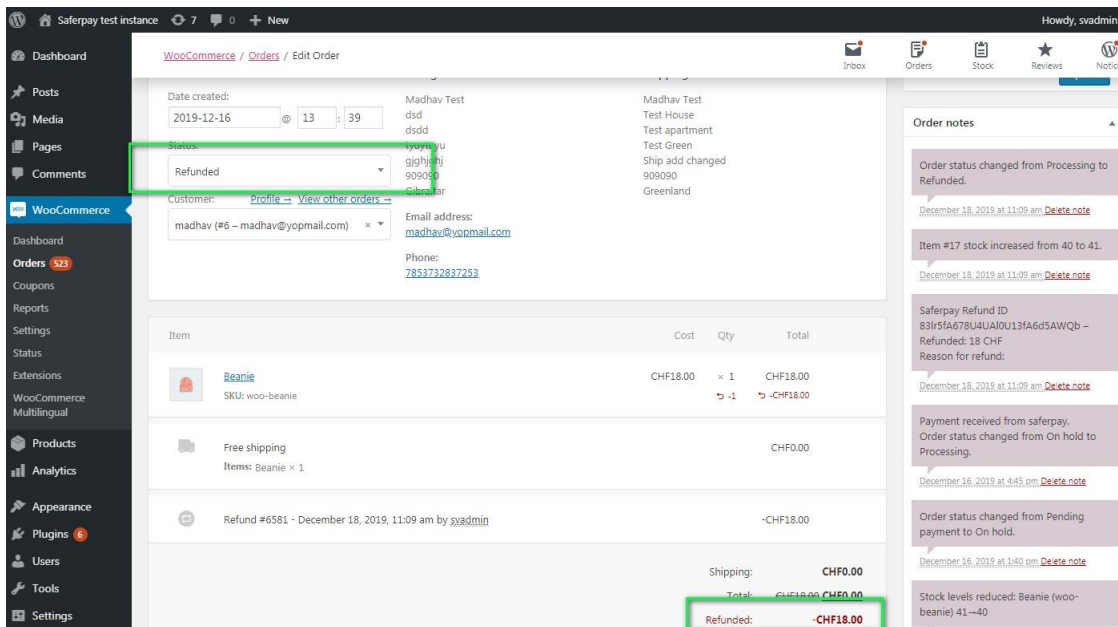 Saferpay test instance 7 0 + New Howdy, svadmin
Dashboard
Posts
Media
Pages
Comments
WooCommerce
Dashboard
Orders 523
Coupons
Reports
Settings
Status
Extensions
WooCommerce
Multilingual
Products
Analytics
Appearance
Plugins 6
Users
Tools
Settings
WooCommerce / Orders / Edit Order
Inbox
Orders
Stock
Reviews
Date created:
2019-12-16 @ 13 : 39
Status:
Refunded
Customer: Profile → View other orders →
madhav (#6 – madhav@yopmail.com) ×
Madhav Test
dsd
dsdd
tyuytuyu
gjghjghj
909090
Gibraltar
Email address:
madhav@yopmail.com
Phone:
7853732837253
Madhav Test
Test House
Test apartment
Test Green
Ship add changed
909090
Greenland
Item Cost Qty Total
Beanie CHF18.00 × 1 CHF18.00
SKU: woo-beanie -1 -CHF18.00
Free shipping CHF0.00
Items: Beanie × 1
Refund #6581 - December 18, 2019, 11:09 am by svadmin -CHF18.00
Shipping: CHF0.00
Total: CHF18.00 CHF0.00
Refunded: -CHF18.00
Order notes
Order status changed from Processing to
Refunded.
December 18, 2019 at 11:09 am Delete note
Item #17 stock increased from 40 to 41.
December 18, 2019 at 11:09 am Delete note
Saferpay Refund ID
Refunded: 18 CHF
Reason for refund:
December 18, 2019 at 11:09 am Delete note
Payment received from saferpay.
Order status changed from On hold to
Processing.
December 16, 2019 at 4:45 pm Delete note
Order status changed from Pending
payment to On hold.
December 16, 2019 at 1:40 pm Delete note
Stock levels reduced: Beanie (woo-
beanie) 41→40